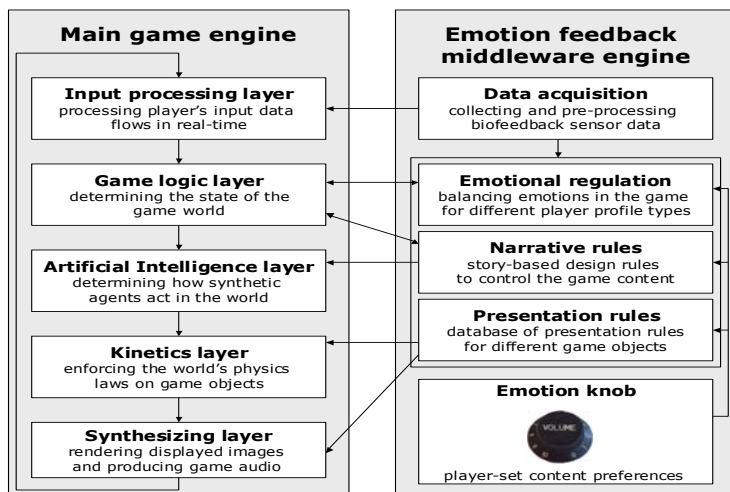 Main game engine
Input processing layer
processing player's input data
flows in real-time
Game logic layer
determining the state of the
game world
Artificial Intelligence layer
determining how synthetic
agents act in the world
Kinetics layer
enforcing the world's physics
laws on game objects
Synthesizing layer
rendering displayed images
and producing game audio
Emotion feedback
middleware engine
Data acquisition
collecting and pre-processing
biofeedback sensor data
Emotional regulation
balancing emotions in the game
for different player profile types
Narrative rules
story-based design rules
to control the game content
Presentation rules
database of presentation rules
for different game objects
Emotion knob
VOLUME
player-set content preferences